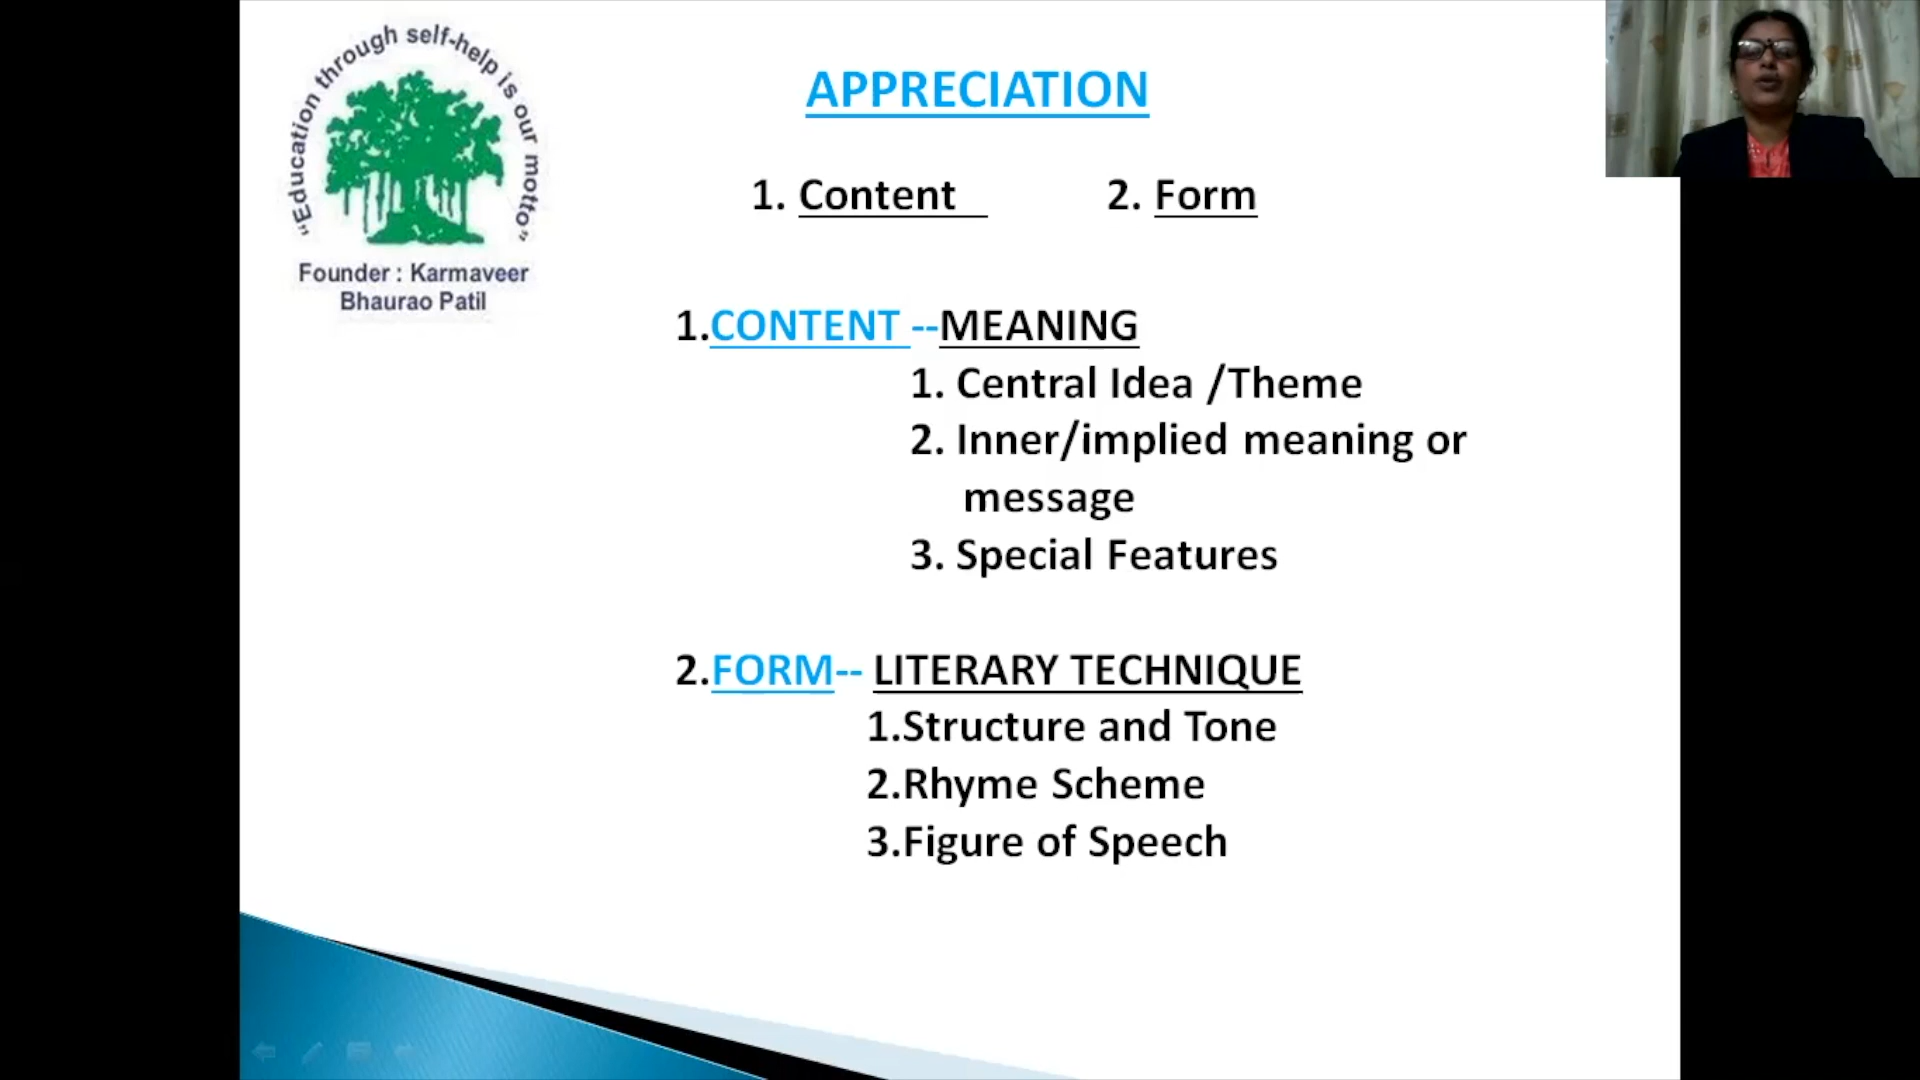 "Education through self-help is our motto"
Founder : Karmaveer
Bhaurao Patil
APPRECIATION
1. Content 2. Form
1.CONTENT --MEANING
1. Central Idea /Theme
2. Inner/implied meaning or
message
3. Special Features
2.FORM-- LITERARY TECHNIQUE
1.Structure and Tone
2.Rhyme Scheme
3.Figure of Speech